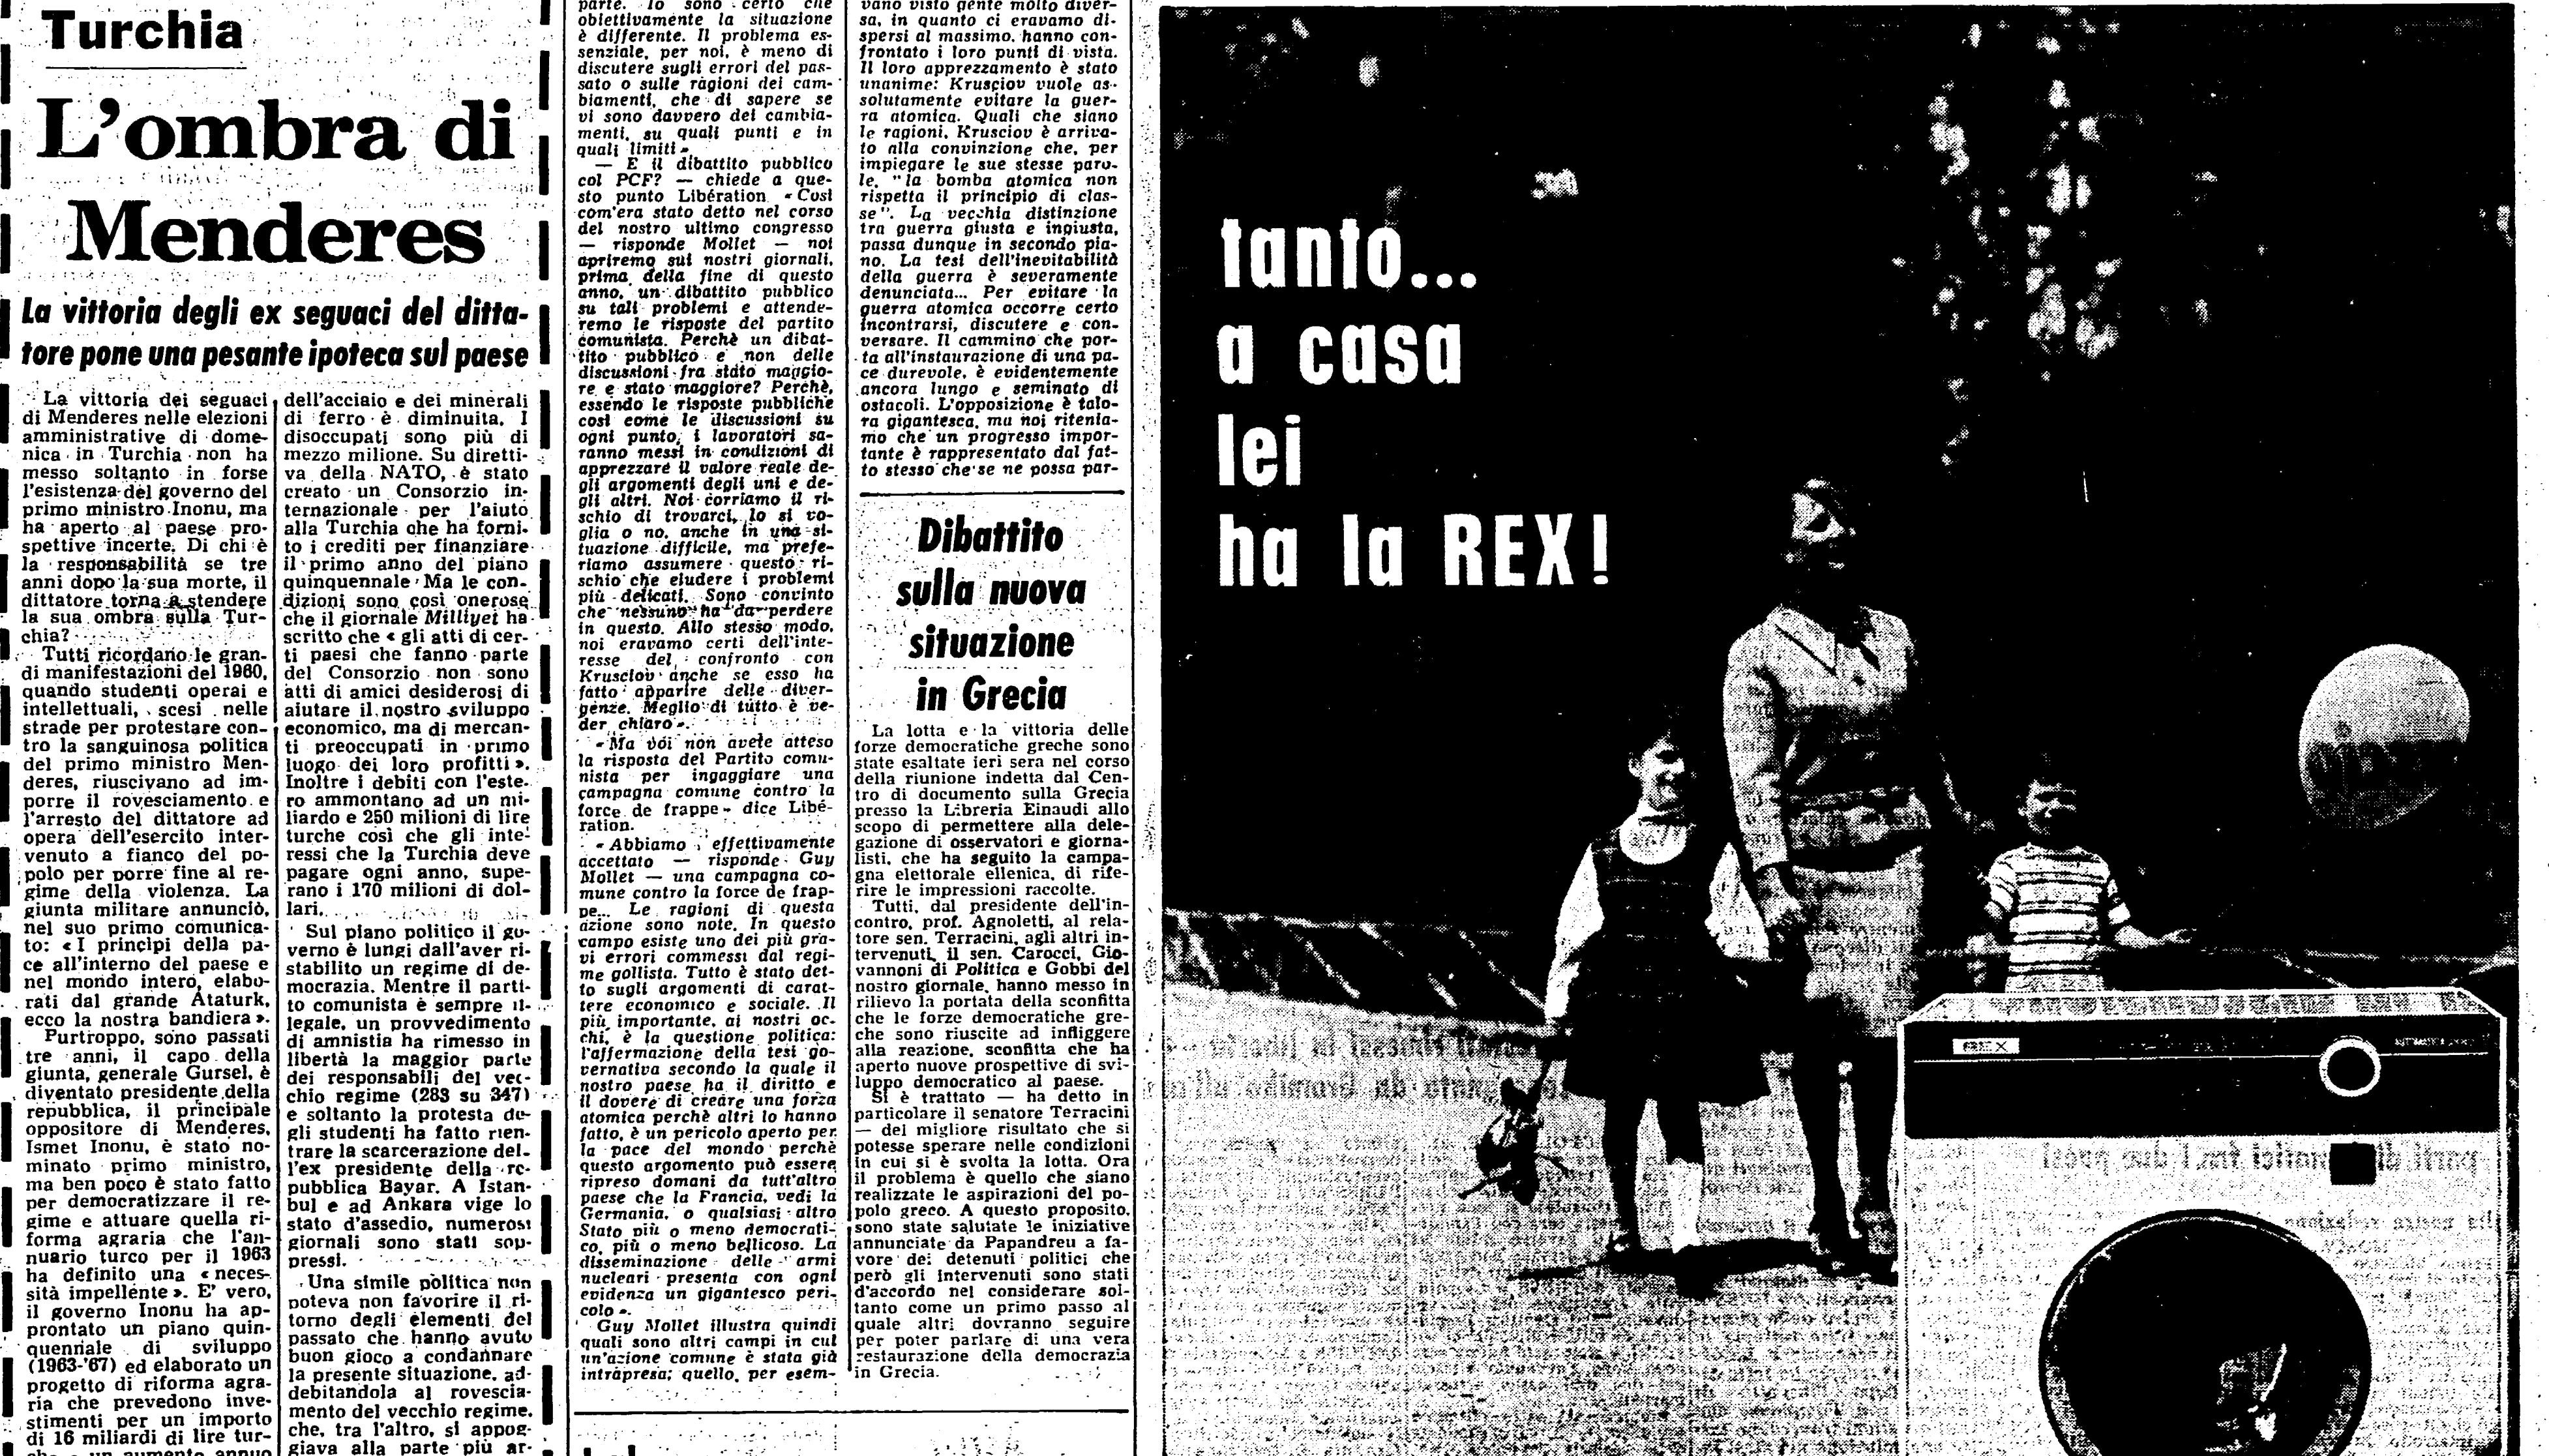 Turchia
L'ombra di
Menderes
La vittoria degli ex seguaci del ditta-
tore pone una pesante ipoteca sul paese
La vittoria dei seguaci
di Menderes nelle elezioni
amministrative di dome-
nica in Turchia non ha
messo soltanto in forse
l'esistenza del governo del
primo ministro Inonu, ma
ha aperto al paese pro-
spettive incerte. Di chi è
la responsabilità se tre
anni dopo la sua morte, il
dittatore torna a stendere
la sua ombra sulla Tur-
chia?
Tutti ricordano le gran-
di manifestazioni del 1960,
quando studenti operai e
intellettuali, scesi nelle
strade per protestare con-
tro la sanguinosa politica
del primo ministro Men-
deres, riuscivano ad im-
porre il rovesciamento e
l'arresto del dittatore ad
opera dell'esercito inter-
venuto a fianco del po-
polo per porre fine al re-
gime della violenza. La
giunta militare annunciò,
nel suo primo comunica-
to: « I princìpi della pa-
ce all'interno del paese e
nel mondo intero, elabo-
rati dal grande Ataturk,
ecco la nostra bandiera ».
Purtroppo, sono passati
tre anni, il capo della
giunta, generale Gursel, è
diventato presidente della
repubblica, il principale
oppositore di Menderes,
Ismet Inonu, è stato no-
minato primo ministro,
ma ben poco è stato fatto
per democratizzare il re-
gime e attuare quella ri-
forma agraria che l'an-
nuario turco per il 1963
ha definito una « neces-
sità impellente ». E' vero,
il governo Inonu ha ap-
prontato un piano quin-
quennale di sviluppo
(1963-'67) ed elaborato un
progetto di riforma agra-
ria che prevedono inve-
stimenti per un importo
di 16 miliardi di lire tur-
che e un aumento annuo
dell'acciaio e dei minerali
di ferro è diminuita. I
disoccupati sono più di
mezzo milione. Su diretti-
va della NATO, è stato
creato un Consorzio in-
ternazionale per l'aiuto
alla Turchia che ha forni-
to i crediti per finanziare
il primo anno del piano
quinquennale Ma le con-
dizioni sono così onerose
che il giornale Milliyet ha
scritto che « gli atti di cer-
ti paesi che fanno parte
del Consorzio non sono
atti di amici desiderosi di
aiutare il nostro sviluppo
economico, ma di mercan-
ti preoccupati in primo
luogo dei loro profitti ».
Inoltre i debiti con l'este-
ro ammontano ad un mi-
liardo e 250 milioni di lire
turche così che gli inte-
ressi che la Turchia deve
pagare ogni anno, supe-
rano i 170 milioni di dol-
lari.
Sul piano politico il go-
verno è lungi dall'aver ri-
stabilito un regime di de-
mocrazia. Mentre il parti-
to comunista è sempre il-
legale, un provvedimento
di amnistia ha rimesso in
libertà la maggior parte
dei responsabili del vec-
chio regime (283 su 347)
e soltanto la protesta de-
gli studenti ha fatto rien-
trare la scarcerazione del-
l'ex presidente della re-
pubblica Bayar. A Istan-
bul e ad Ankara vige lo
stato d'assedio, numerosi
giornali sono stati sop-
pressi.
Una simile politica non
poteva non favorire il ri-
torno degli elementi del
passato che hanno avuto
buon gioco a condannare
la presente situazione, ad-
debitandola al rovescia-
mento del vecchio regime,
che, tra l'altro, si appog-
giava alla parte più ar-
parte. Io sono certo che
obiettivamente la situazione
è differente. Il problema es-
senziale, per noi, è meno di
discutere sugli errori del pas-
sato o sulle ragioni dei cam-
biamenti, che di sapere se
vi sono davvero dei cambia-
menti, su quali punti e in
quali limiti »
— E il dibattito pubblico
col PCF? — chiede a que-
sto punto Libération « Così
com'era stato detto nel corso
del nostro ultimo congresso
— risponde Mollet — noi
apriremo sui nostri giornali,
prima della fine di questo
anno, un dibattito pubblico
su tali problemi e attende-
remo le risposte del partito
comunista. Perchè un dibat-
tito pubblico e non delle
discussioni fra stato maggio-
re e stato maggiore? Perchè,
essendo le risposte pubbliche
così come le discussioni su
ogni punto, i lavoratori sa-
ranno messi in condizioni di
apprezzare il valore reale de-
gli argomenti degli uni e de-
gli altri. Noi corriamo il ri-
schio di trovarci, lo si vo-
glia o no, anche in una si-
tuazione difficile, ma prefe-
riamo assumere questo ri-
schio che eludere i problemi
più delicati. Sono convinto
che nessuno ha da perdere
in questo. Allo stesso modo,
noi eravamo certi dell'inte-
resse del confronto con
Krusciov anche se esso ha
fatto apparire delle diver-
genze. Meglio di tutto è ve-
der chiaro ».
« Ma voi non avete atteso
la risposta del Partito comu-
nista per ingaggiare una
campagna comune contro la
force de frappe » dice Libé-
ration.
« Abbiamo effettivamente
accettato — risponde Guy
Mollet — una campagna co-
mune contro la force de frap-
pe... Le ragioni di questa
azione sono note. In questo
campo esiste uno dei più gra-
vi errori commessi dal regi-
me gollista. Tutto è stato det-
to sugli argomenti di carat-
tere economico e sociale. Il
più importante, ai nostri oc-
chi, è la questione politica:
l'affermazione della tesi go-
vernativa secondo la quale il
nostro paese ha il diritto e
il dovere di creare una forza
atomica perchè altri lo hanno
fatto, è un pericolo aperto per
la pace del mondo perchè
questo argomento può essere
ripreso domani da tutt'altro
paese che la Francia, vedi la
Germania, o qualsiasi altro
Stato più o meno democrati-
co, più o meno bellicoso. La
disseminazione delle armi
nucleari presenta con ogni
evidenza un gigantesco peri-
colo ».
Guy Mollet illustra quindi
quali sono altri campi in cui
un'azione comune è stata già
intrapresa; quello, per esem-
vano visto gente molto diver-
sa, in quanto ci eravamo di-
spersi al massimo, hanno con-
frontato i loro punti di vista.
Il loro apprezzamento è stato
unanime: Krusciov vuole as-
solutamente evitare la guer-
ra atomica. Quali che siano
le ragioni, Krusciov è arriva-
to alla convinzione che, per
impiegare le sue stesse paro-
le, "la bomba atomica non
rispetta il principio di clas-
se". La vecchia distinzione
tra guerra giusta e ingiusta,
passa dunque in secondo pia-
no. La tesi dell'inevitabilità
della guerra è severamente
denunciata... Per evitare la
guerra atomica occorre certo
incontrarsi, discutere e con-
versare. Il cammino che por-
ta all'instaurazione di una pa-
ce durevole, è evidentemente
ancora lungo e seminato di
ostacoli. L'opposizione è talo-
ra gigantesca, ma noi ritenia-
mo che un progresso impor-
tante è rappresentato dal fat-
to stesso che se ne possa par-
Dibattito
sulla nuova
situazione
in Grecia
La lotta e la vittoria delle
forze democratiche greche sono
state esaltate ieri sera nel corso
della riunione indetta dal Cen-
tro di documento sulla Grecia
presso la Libreria Einaudi allo
scopo di permettere alla dele-
gazione di osservatori e giorna-
listi, che ha seguito la campa-
gna elettorale ellenica, di rife-
rire le impressioni raccolte.
Tutti, dal presidente dell'in-
contro, prof. Agnoletti, al rela-
tore sen. Terracini, agli altri in-
tervenuti, il sen. Carocci, Gio-
vannoni di Politica e Gobbi del
nostro giornale, hanno messo in
rilievo la portata della sconfitta
che le forze democratiche gre-
che sono riuscite ad infliggere
alla reazione, sconfitta che ha
aperto nuove prospettive di svi-
luppo democratico al paese.
Si è trattato — ha detto in
particolare il senatore Terracini
— del migliore risultato che si
potesse sperare nelle condizioni
in cui si è svolta la lotta. Ora
il problema è quello che siano
realizzate le aspirazioni del po-
polo greco. A questo proposito,
sono state salutate le iniziative
annunciate da Papandreu a fa-
vore dei detenuti politici che
però gli intervenuti sono stati
d'accordo nel considerare sol-
tanto come un primo passo al
quale altri dovranno seguire
per poter parlare di una vera
restaurazione della democrazia
in Grecia.
tanto...
a casa
lei
ha la REX!
REX